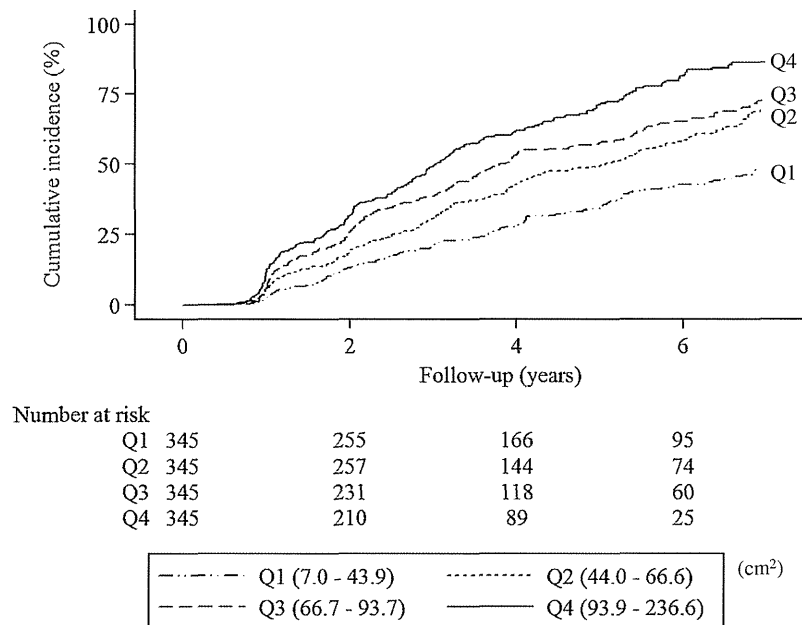 Cumulative incidence (%)
100
75
50
25
0
Q4
Q3
Q2
Q1
0 2 4 6
Follow-up (years)
Number at risk
Q1 345 255 166 95
Q2 345 257 144 74
Q3 345 231 118 60
Q4 345 210 89 25
Q1 (7.0 - 43.9) Q2 (44.0 - 66.6) (cm²)
Q3 (66.7 - 93.7) Q4 (93.9 - 236.6)